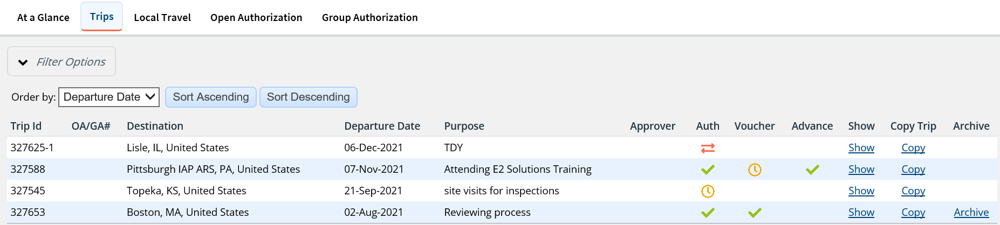 At a Glance Trips Local Travel Open Authorization Group Authorization
Filter Options
Order by: Departure Date Sort Ascending Sort Descending
Trip Id OA/GA# Destination Departure Date Purpose Approver Auth Voucher Advance Show Copy Trip Archive
327625-1 Lisle, IL, United States 06-Dec-2021 TDY Show Copy
327588 Pittsburgh IAP ARS, PA, United States 07-Nov-2021 Attending E2 Solutions Training Show Copy
327545 Topeka, KS, United States 21-Sep-2021 site visits for inspections Show Copy
327653 Boston, MA, United States 02-Aug-2021 Reviewing process Show Copy Archive